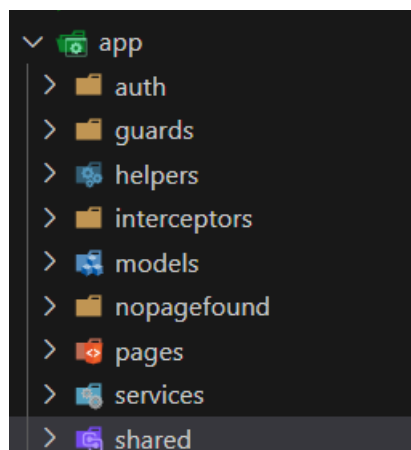 app
auth
guards
helpers
interceptors
models
nopagefound
pages
services
shared